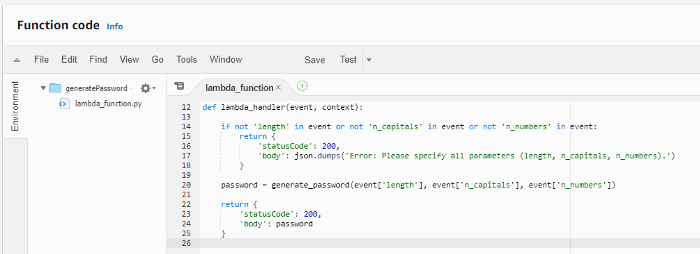 Function code Info
File Edit Find View Go Tools Window Save Test
Environment
generatePassword
lambda_function.py
lambda_function
12 def lambda_handler(event, context):
13
14     if not 'length' in event or not 'n_capitals' in event or not 'n_numbers' in event:
15         return {
16             'statusCode': 200,
17             'body': json.dumps('Error: Please specify all parameters (length, n_capitals, n_numbers).')
18         }
19
20     password = generate_password(event['length'], event['n_capitals'], event['n_numbers'])
21
22     return {
23         'statusCode': 200,
24         'body': password
25     }
26